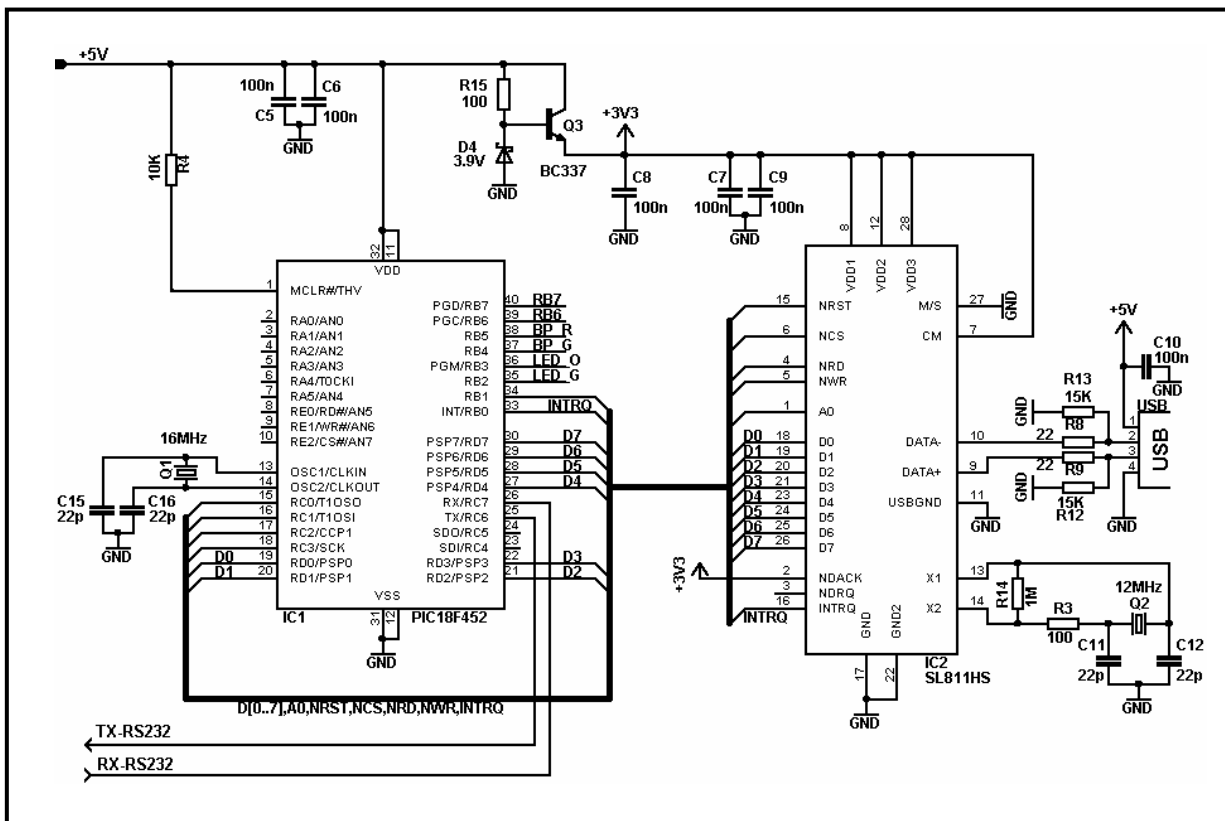 +5V
100n
C5
C6
100n
GND
R15
100
D4
3.9V
GND
Q3
BC337
+3V3
C8
100n
GND
C7
100n
C9
100n
GND
10K
R4
32
11
VDD
1
MCLR#/THV
2
RA0/AN0
3
RA1/AN1
4
RA2/AN2
5
RA3/AN3
6
RA4/T0CKI
7
RA5/AN4
8
RE0/RD#/AN5
9
RE1/WR#/AN6
10
RE2/CS#/AN7
13
OSC1/CLKIN
14
OSC2/CLKOUT
15
RC0/T1OSO
16
RC1/T1OSI
17
RC2/CCP1
18
RC3/SCK
D0
19
RD0/PSP0
D1
20
RD1/PSP1
PGD/RB7
40
RB7
PGC/RB6
39
RB6
RB5
38
BP_R
RB4
37
BP_G
PGM/RB3
36
LED_O
RB2
35
LED_G
RB1
34
INT/RB0
33
INTRQ
PSP7/RD7
30
D7
PSP6/RD6
29
D6
PSP5/RD5
28
D5
PSP4/RD4
27
D4
RX/RC7
26
TX/RC6
25
SDO/RC5
24
SDI/RC4
23
RD3/PSP3
22
D3
RD2/PSP2
21
D2
VSS
31
12
IC1
PIC18F452
GND
16MHz
Q1
C15
22p
C16
22p
GND
D[0..7],A0,NRST,NCS,NRD,NWR,INTRQ
TX-RS232
RX-RS232
8
12
28
VDD1
VDD2
VDD3
15
NRST
6
NCS
4
NRD
5
NWR
1
A0
D0
18
D0
D1
19
D1
D2
20
D2
D3
21
D3
D4
23
D4
D5
24
D5
D6
25
D6
D7
26
D7
+3V3
2
NDACK
3
NDRQ
INTRQ
16
INTRQ
M/S
27
GND
CM
7
DATA-
10
DATA+
9
USBGND
11
GND
X1
13
X2
14
GND
GND2
17
22
GND
IC2
SL811HS
+5V
C10
100n
GND
R13
15K
GND
R8
22
22
R9
GND
15K
R12
USB
1
2
3
4
USB
GND
R14
1M
R3
100
12MHz
Q2
C11
22p
C12
22p
GND